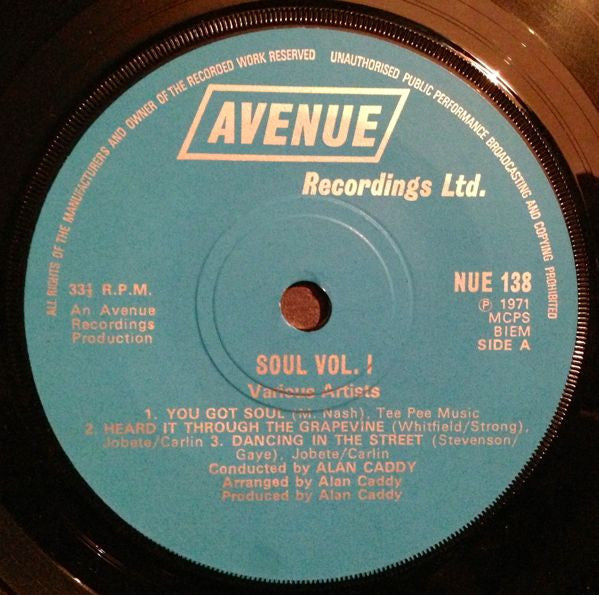 ALL RIGHTS OF THE MANUFACTURERS AND OWNER OF THE RECORDED WORK RESERVED UNAUTHORISED PUBLIC PERFORMANCE BROADCASTING AND COPYING PROHIBITED
AVENUE
Recordings Ltd.
33⅓ R.P.M.
An Avenue
Recordings
Production
NUE 138
℗ 1971
MCPS
BIEM
SIDE A
SOUL VOL. I
Various Artists
1. YOU GOT SOUL (M. Nash), Tee Pee Music
2. HEARD IT THROUGH THE GRAPEVINE (Whitfield/Strong),
Jobete/Carlin 3. DANCING IN THE STREET (Stevenson/
Gaye), Jobete/Carlin
Conducted by ALAN CADDY
Arranged by Alan Caddy
Produced by Alan Caddy